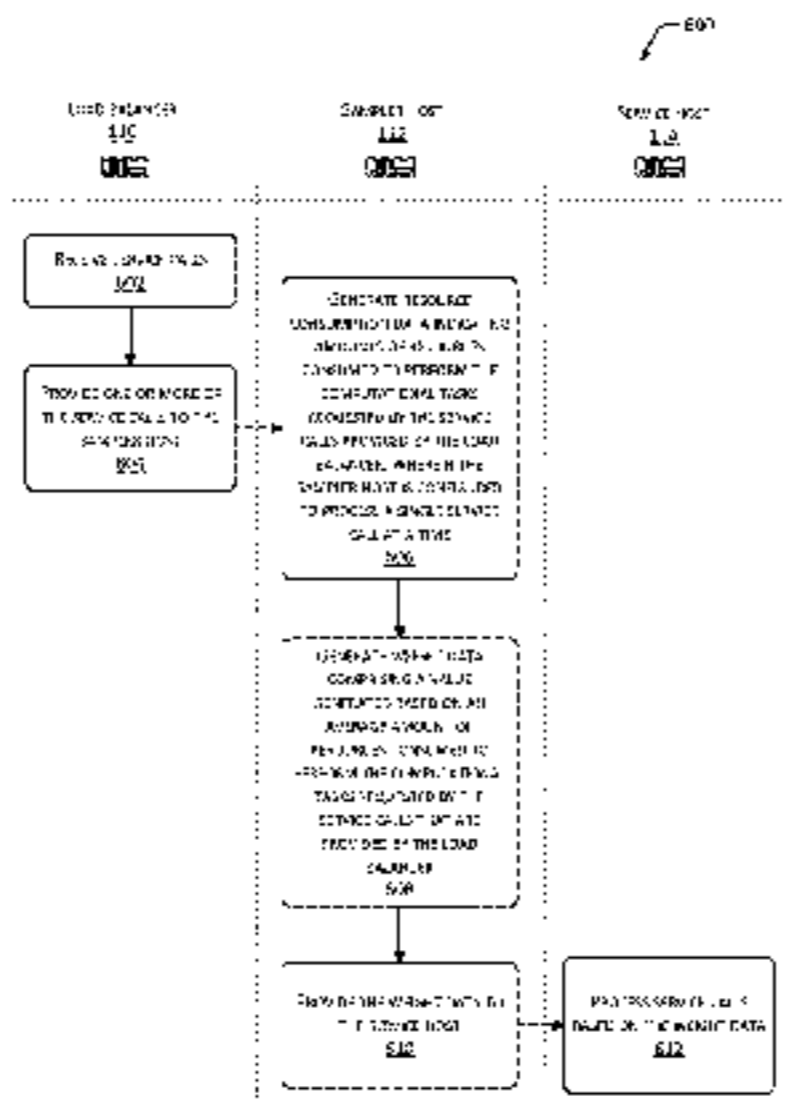 600
LOAD BALANCER
110
SAMPLER HOST
112
SERVICE HOST
114
RECEIVE SERVICE CALLS
602
PROVIDE ONE OR MORE OF
THE SERVICE CALLS TO THE
SAMPLER HOST
604
GENERATE RESOURCE
CONSUMPTION DATA INDICATING
AMOUNTS OF RESOURCES
CONSUMED TO PERFORM THE
COMPUTATIONAL TASKS
REQUESTED BY THE SERVICE
CALLS PROVIDED BY THE LOAD
BALANCER, WHEREIN THE
SAMPLER HOST IS CONFIGURED
TO PROCESS A SINGLE SERVICE
CALL AT A TIME
606
GENERATE WEIGHT DATA
COMPRISING A VALUE
GENERATED BASED ON AN
AVERAGE AMOUNT OF
RESOURCES CONSUMED TO
PERFORM THE COMPUTATIONAL
TASKS REQUESTED BY THE
SERVICE CALLS THAT ARE
PROVIDED BY THE LOAD
BALANCER
608
PROVIDE THE WEIGHT DATA TO
THE SERVICE HOST
610
PROCESS SERVICE CALLS
BASED ON THE WEIGHT DATA
612